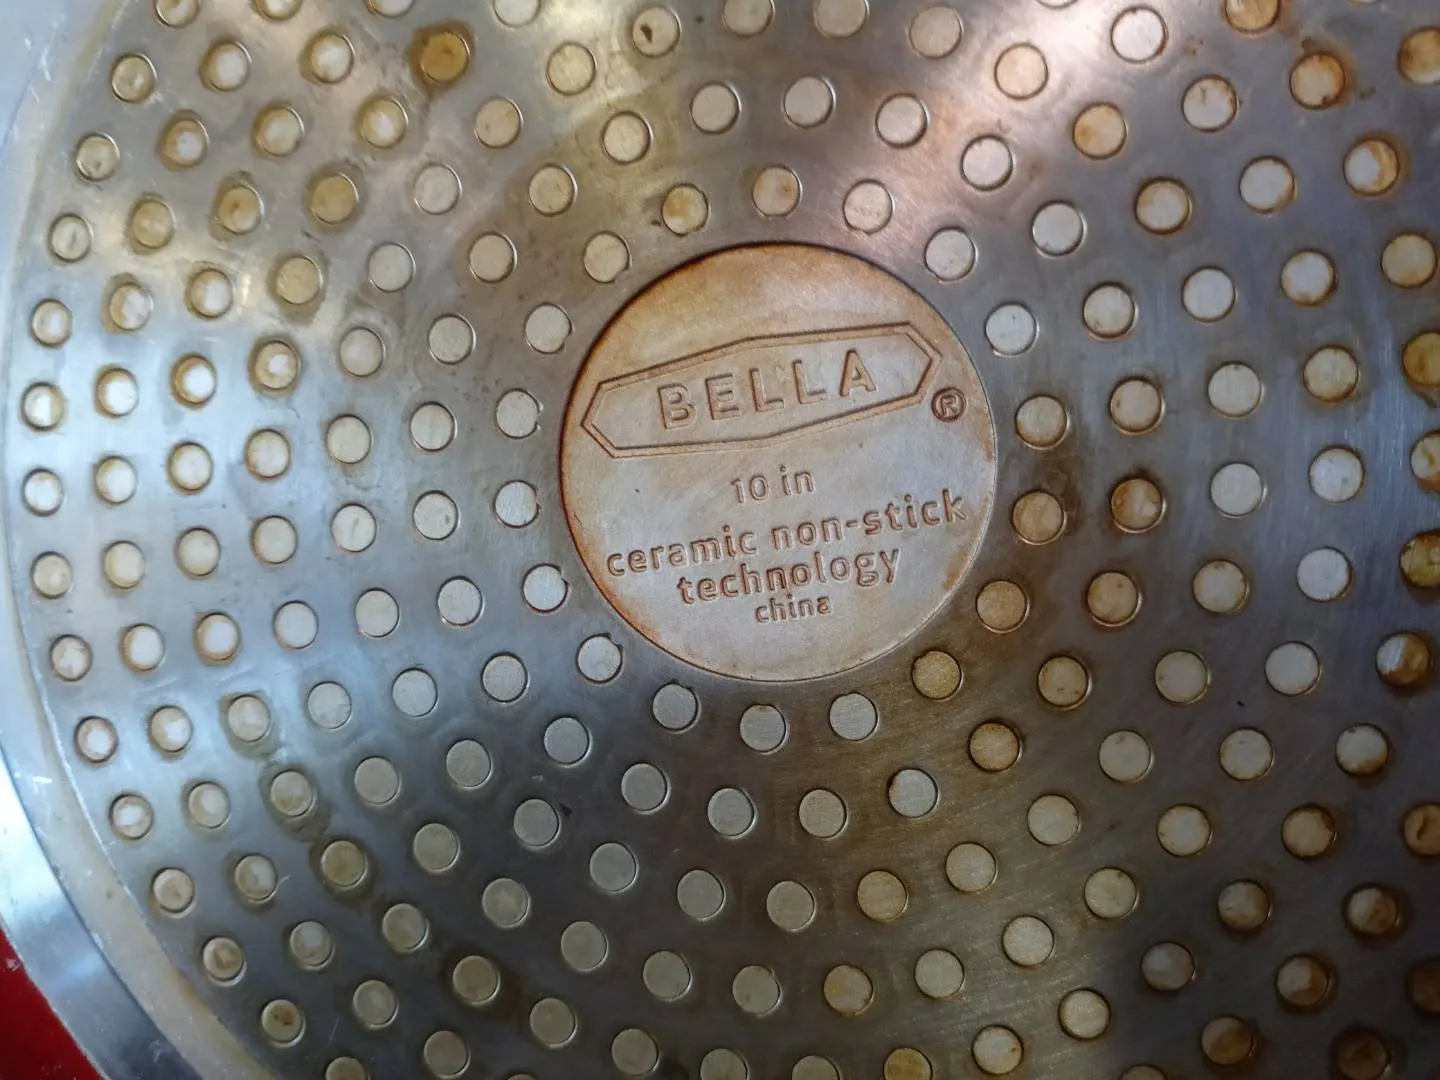 BELLA ®
10 in
ceramic non-stick
technology
china